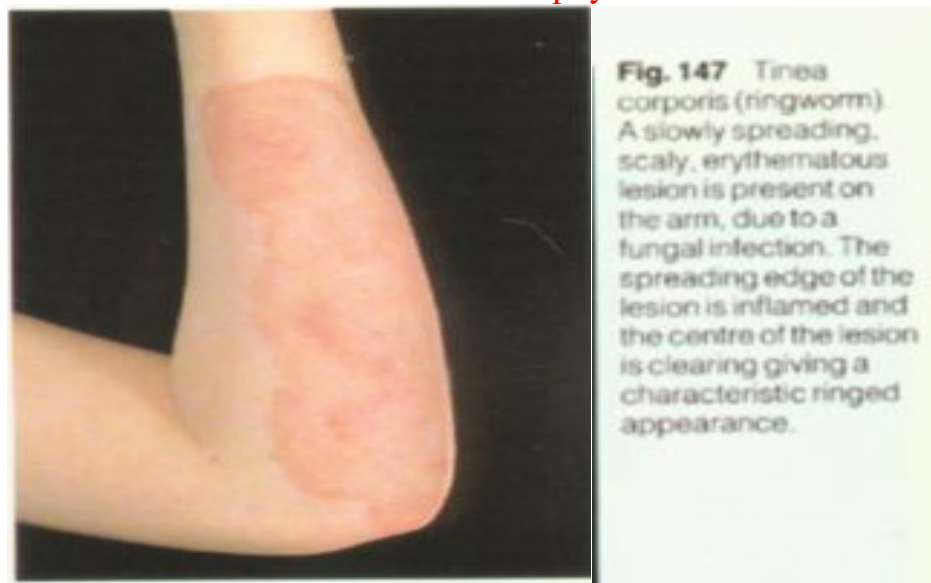 Fig. 147 Tinea
corporis (ringworm)
A slowly spreading,
scaly, erythematous
lesion is present on
the arm, due to a
fungal infection. The
spreading edge of the
lesion is inflamed and
the centre of the lesion
is clearing giving a
characteristic ringed
appearance.